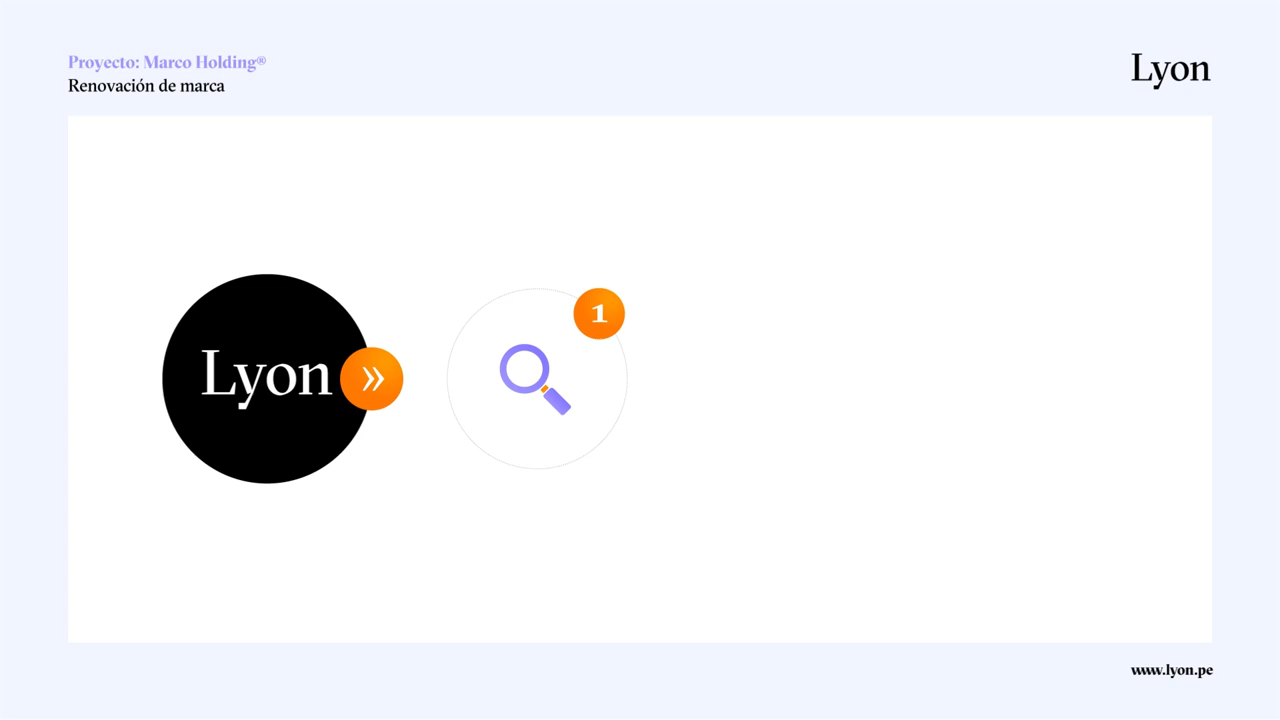 Proyecto: Marco Holding®
Renovación de marca
Lyon
Lyon
»
1
www.lyon.pe